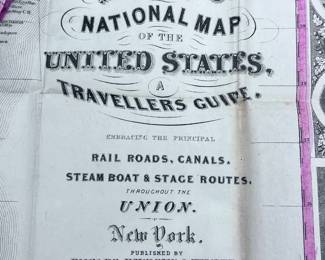 NATIONAL MAP
OF THE
UNITED STATES,
A
TRAVELLERS GUIDE.
EMBRACING THE PRINCIPAL
RAIL ROADS, CANALS,
STEAM BOAT & STAGE ROUTES.
THROUGHOUT THE
UNION.
New York.
PUBLISHED BY